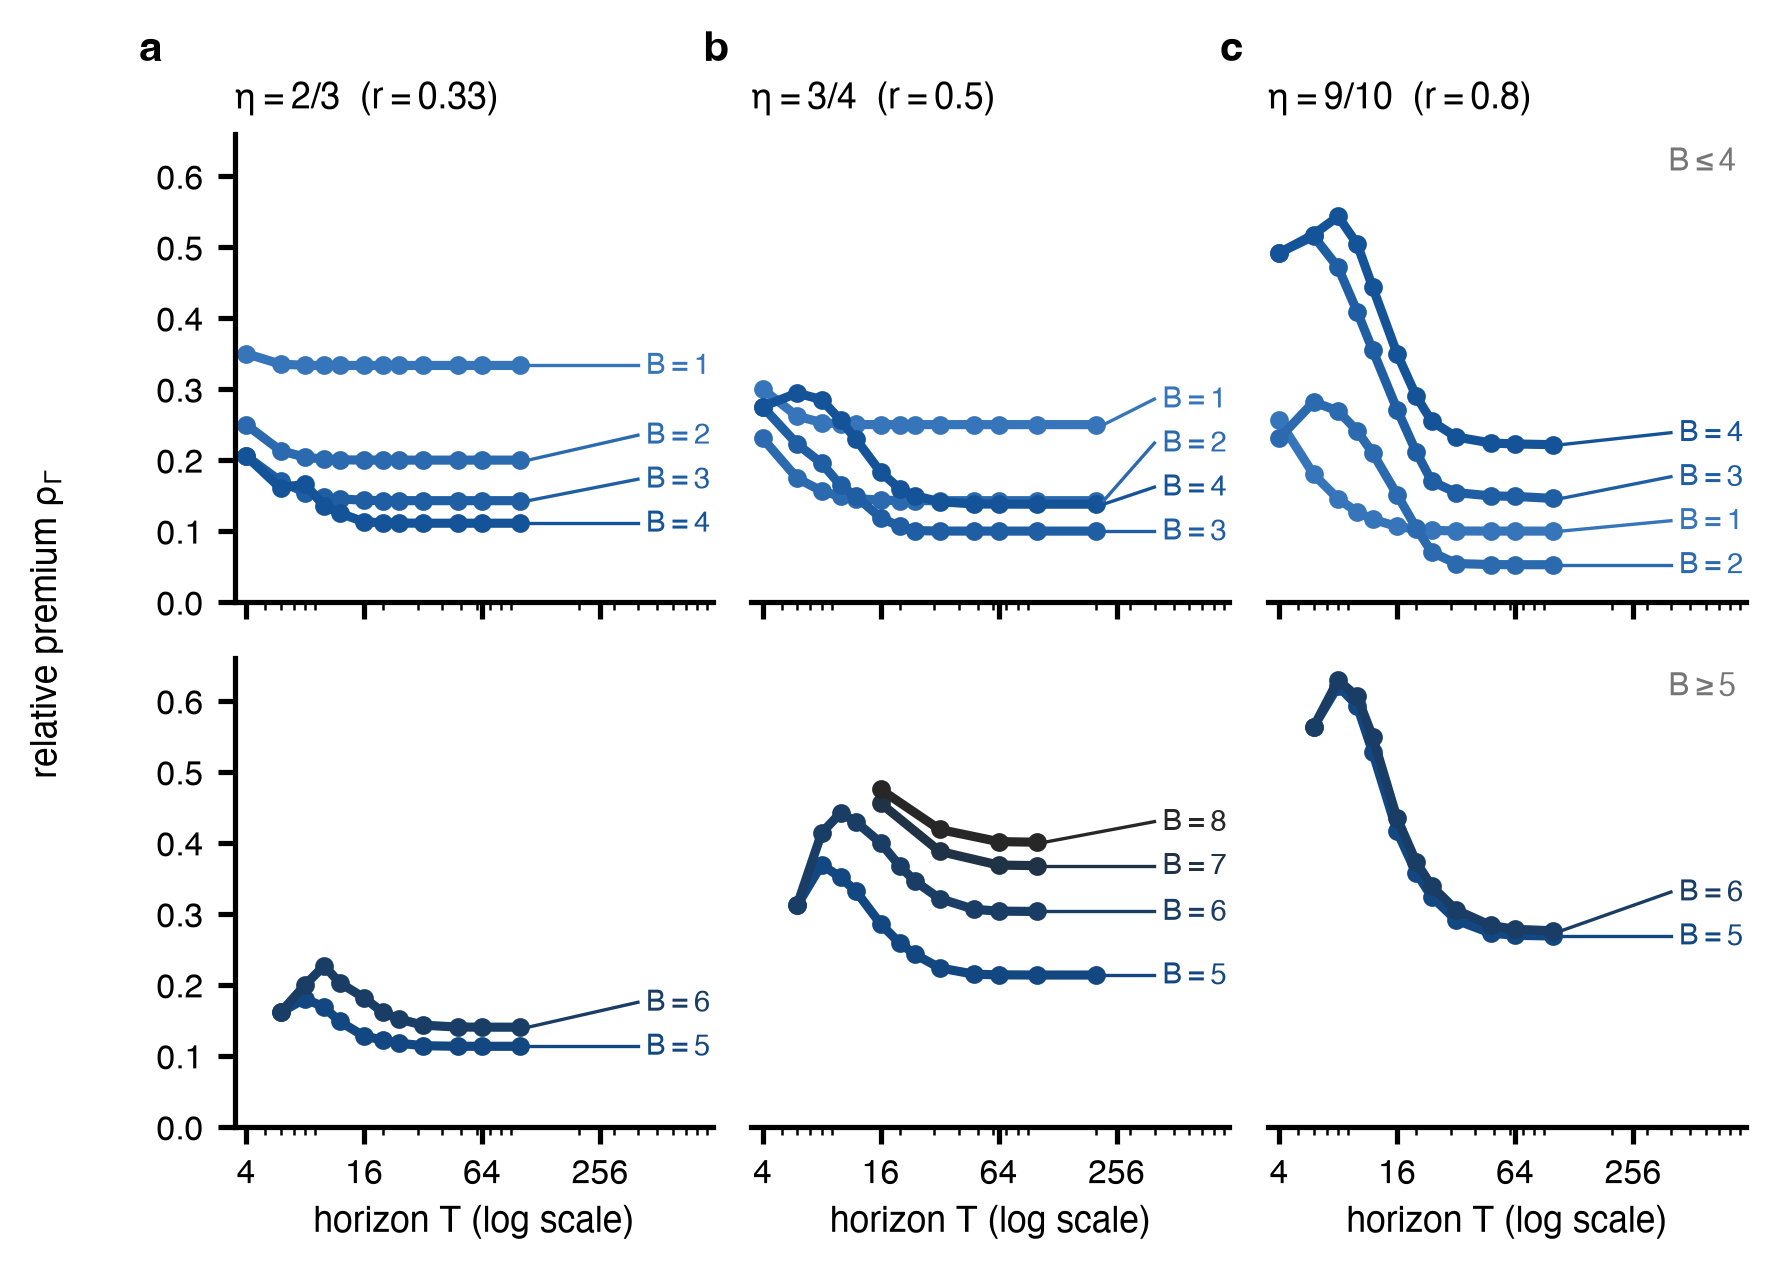 a
b
c
η = 2/3 (r = 0.33)
η = 3/4 (r = 0.5)
η = 9/10 (r = 0.8)
relative premium ρΓ
0.6
0.5
0.4
0.3
0.2
0.1
0.0
B = 1
B = 2
B = 3
B = 4
B = 1
B = 2
B = 4
B = 3
B ≤ 4
B = 4
B = 3
B = 1
B = 2
0.6
0.5
0.4
0.3
0.2
0.1
0.0
B = 6
B = 5
B = 8
B = 7
B = 6
B = 5
B ≥ 5
B = 6
B = 5
4 16 64 256
4 16 64 256
4 16 64 256
horizon T (log scale)
horizon T (log scale)
horizon T (log scale)